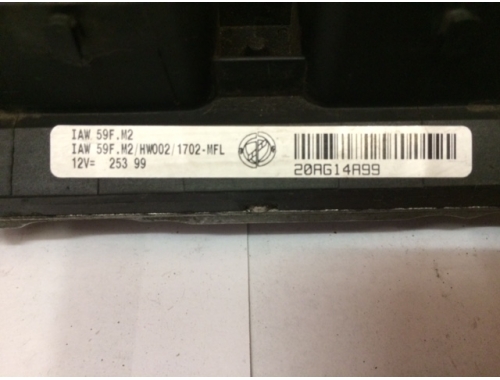 IAW 59F.M2
IAW 59F.M2/HW002/1702-MFL
12V= 253 99
20AG14A99